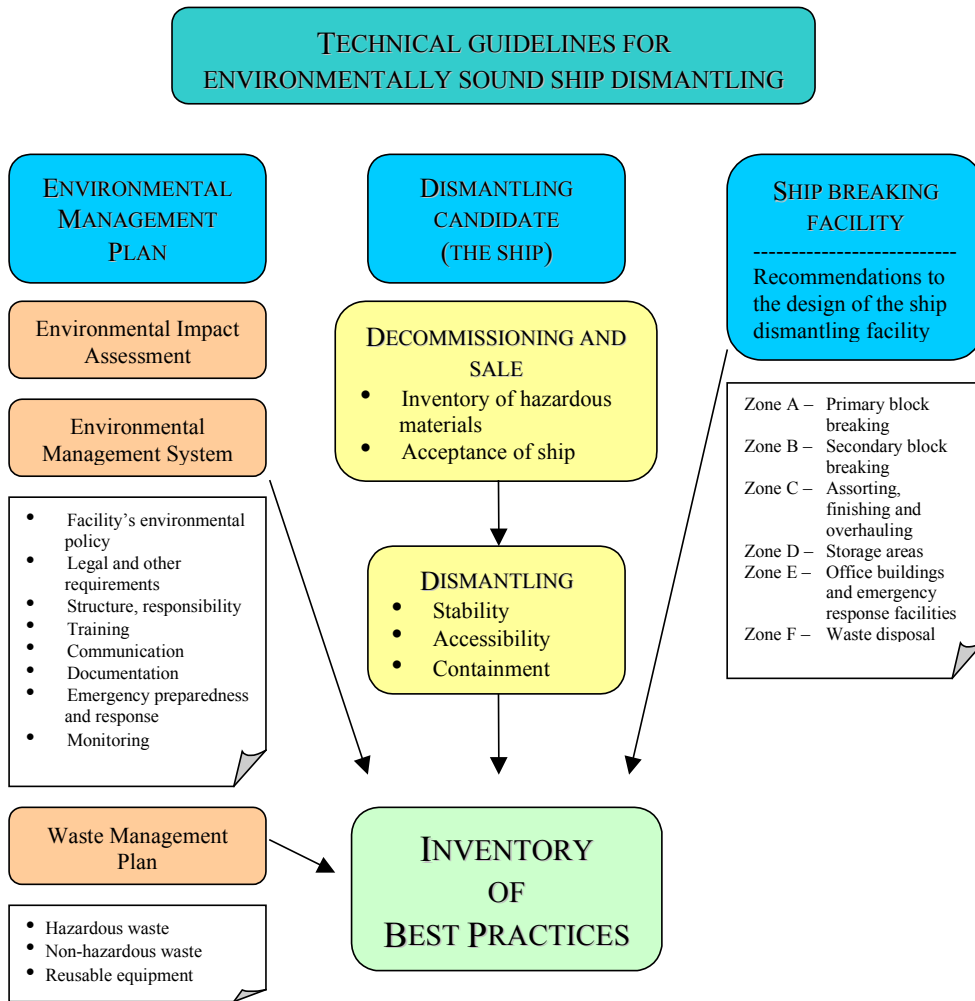 TECHNICAL GUIDELINES FOR
ENVIRONMENTALLY SOUND SHIP DISMANTLING
ENVIRONMENTAL
MANAGEMENT
PLAN
Environmental Impact
Assessment
Environmental
Management System
• Facility’s environmental
policy
• Legal and other
requirements
• Structure, responsibility
• Training
• Communication
• Documentation
• Emergency preparedness
and response
• Monitoring
Waste Management
Plan
• Hazardous waste
• Non-hazardous waste
• Reusable equipment
DISMANTLING
CANDIDATE
(THE SHIP)
DECOMMISSIONING AND
SALE
• Inventory of hazardous
materials
• Acceptance of ship
DISMANTLING
• Stability
• Accessibility
• Containment
INVENTORY
OF
BEST PRACTICES
SHIP BREAKING
FACILITY
---------------------------
Recommendations to
the design of the ship
dismantling facility
Zone A – Primary block
breaking
Zone B – Secondary block
breaking
Zone C – Assorting,
finishing and
overhauling
Zone D – Storage areas
Zone E – Office buildings
and emergency
response facilities
Zone F – Waste disposal